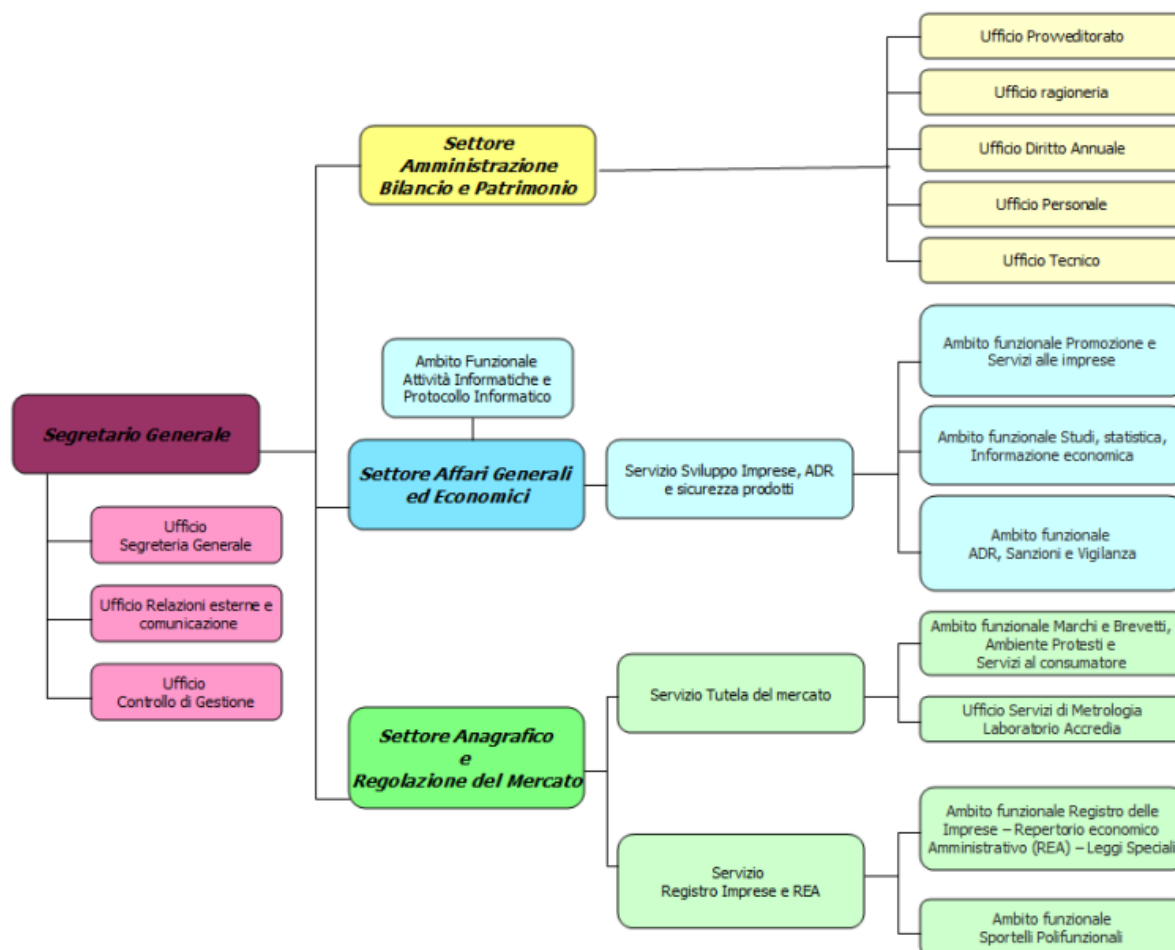 Segretario Generale
Ufficio
Segreteria Generale
Ufficio Relazioni esterne e
comunicazione
Ufficio
Controllo di Gestione
Settore
Amministrazione
Bilancio e Patrimonio
Ufficio Provveditorato
Ufficio ragioneria
Ufficio Diritto Annuale
Ufficio Personale
Ufficio Tecnico
Ambito Funzionale
Attività Informatiche e
Protocollo Informatico
Settore Affari Generali
ed Economici
Servizio Sviluppo Imprese, ADR
e sicurezza prodotti
Ambito funzionale Promozione e
Servizi alle imprese
Ambito funzionale Studi, statistica,
Informazione economica
Ambito funzionale
ADR, Sanzioni e Vigilanza
Settore Anagrafico
e
Regolazione del Mercato
Servizio Tutela del mercato
Ambito funzionale Marchi e Brevetti,
Ambiente Protesti e
Servizi al consumatore
Ufficio Servizi di Metrologia
Laboratorio Accredia
Servizio
Registro Imprese e REA
Ambito funzionale Registro delle
Imprese – Repertorio economico
Amministrativo (REA) – Leggi Speciali
Ambito funzionale
Sportelli Polifunzionali